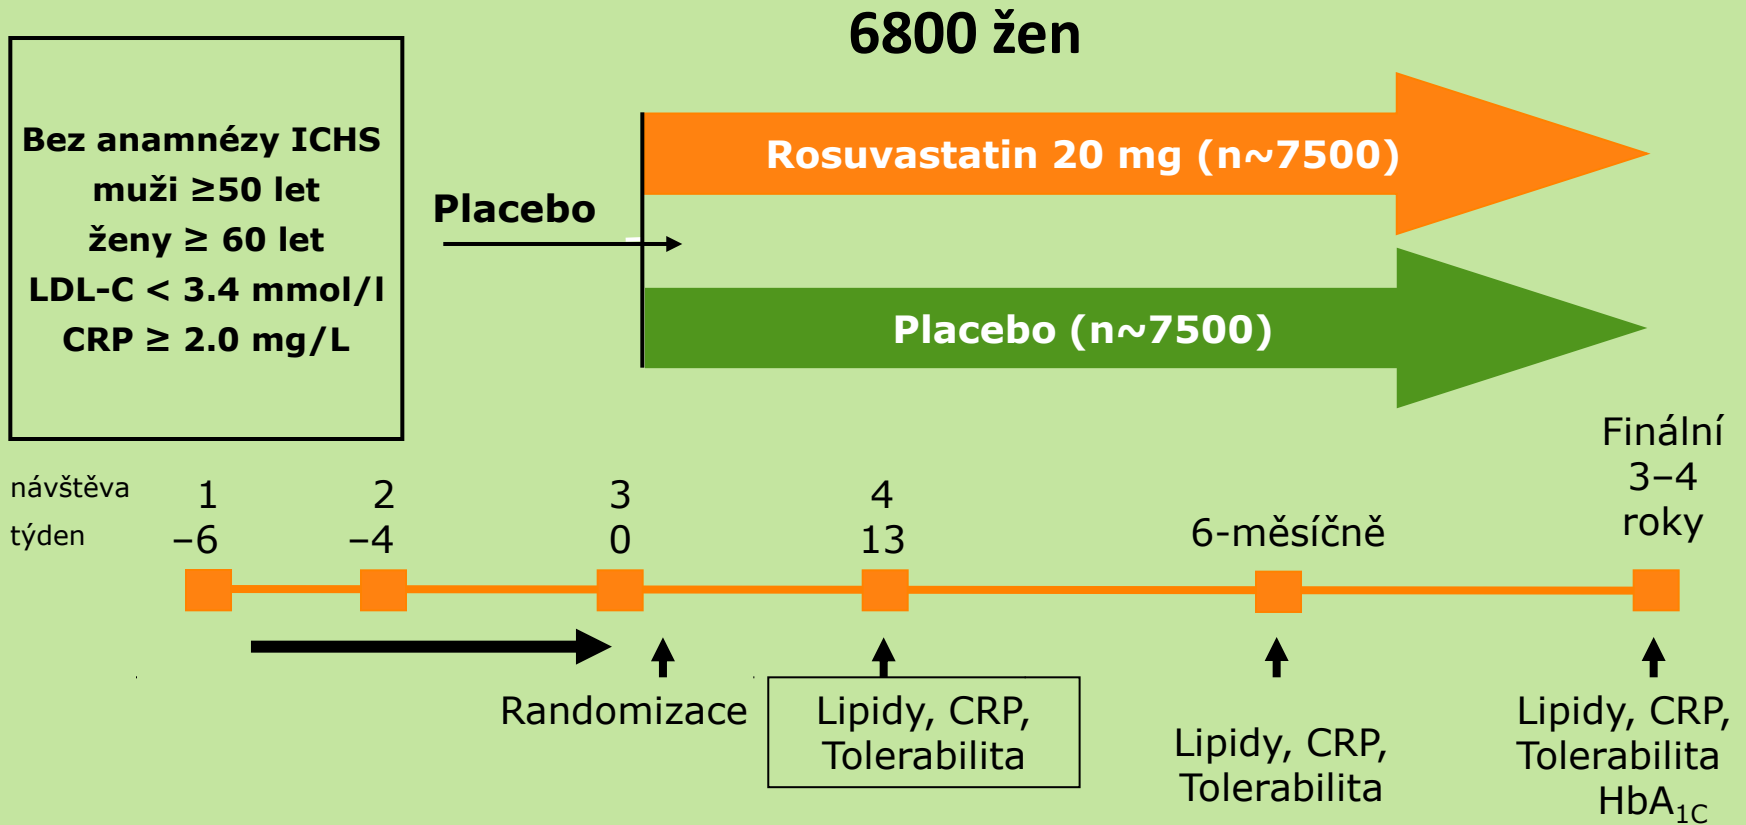 6800 žen
Bez anamnézy ICHS
muži ≥50 let
ženy ≥ 60 let
LDL-C < 3.4 mmol/l
CRP ≥ 2.0 mg/L
Placebo
Rosuvastatin 20 mg (n~7500)
Placebo (n~7500)
Finální
3–4
roky
návštěva 1 2 3 4
týden –6 –4 0 13 6-měsíčně
Randomizace
Lipidy, CRP,
Tolerabilita
Lipidy, CRP,
Tolerabilita
Lipidy, CRP,
Tolerabilita
HbA1C